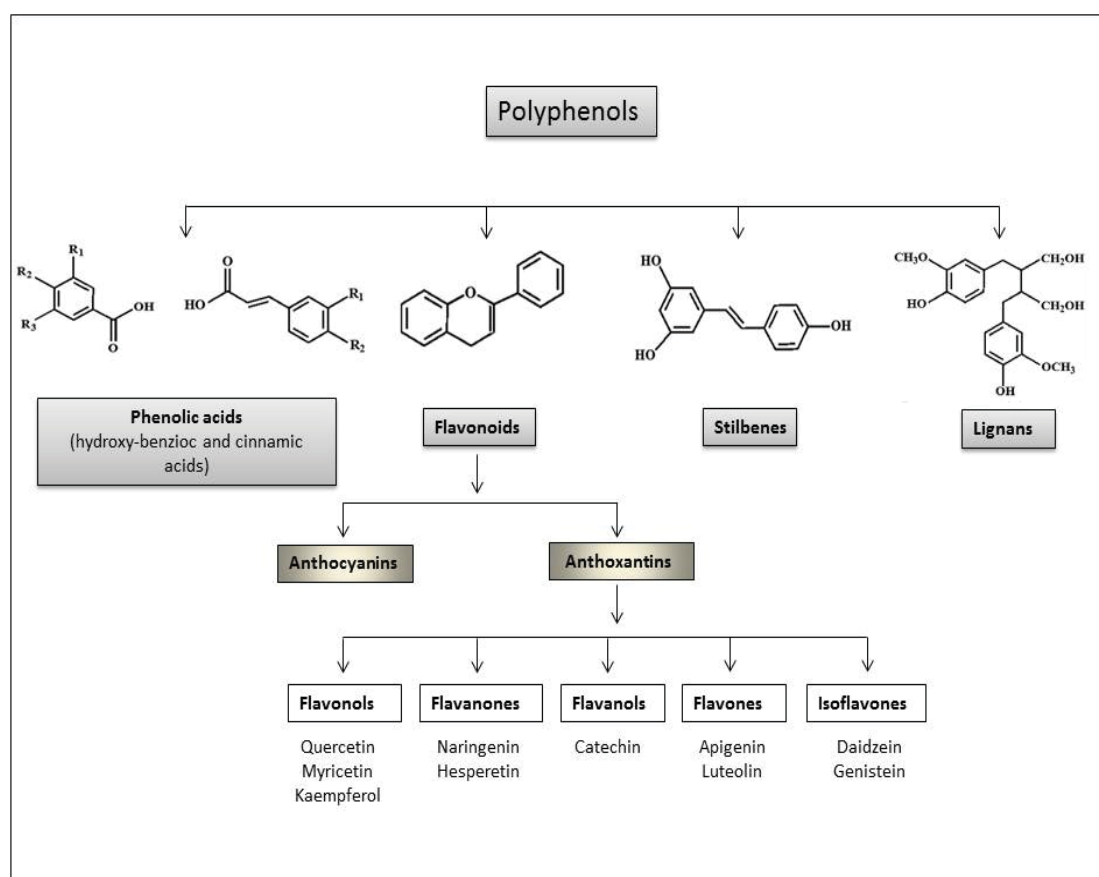 Polyphenols
R1
R2
R3
OH
O
O
HO
R1
R2
O
HO
HO
OH
CH3O
HO
CH2OH
CH2OH
OCH3
OH
Phenolic acids
(hydroxy-benzioc and cinnamic
acids)
Flavonoids
Stilbenes
Lignans
Anthocyanins
Anthoxantins
Flavonols
Flavanones
Flavanols
Flavones
Isoflavones
Quercetin
Myricetin
Kaempferol
Naringenin
Hesperetin
Catechin
Apigenin
Luteolin
Daidzein
Genistein